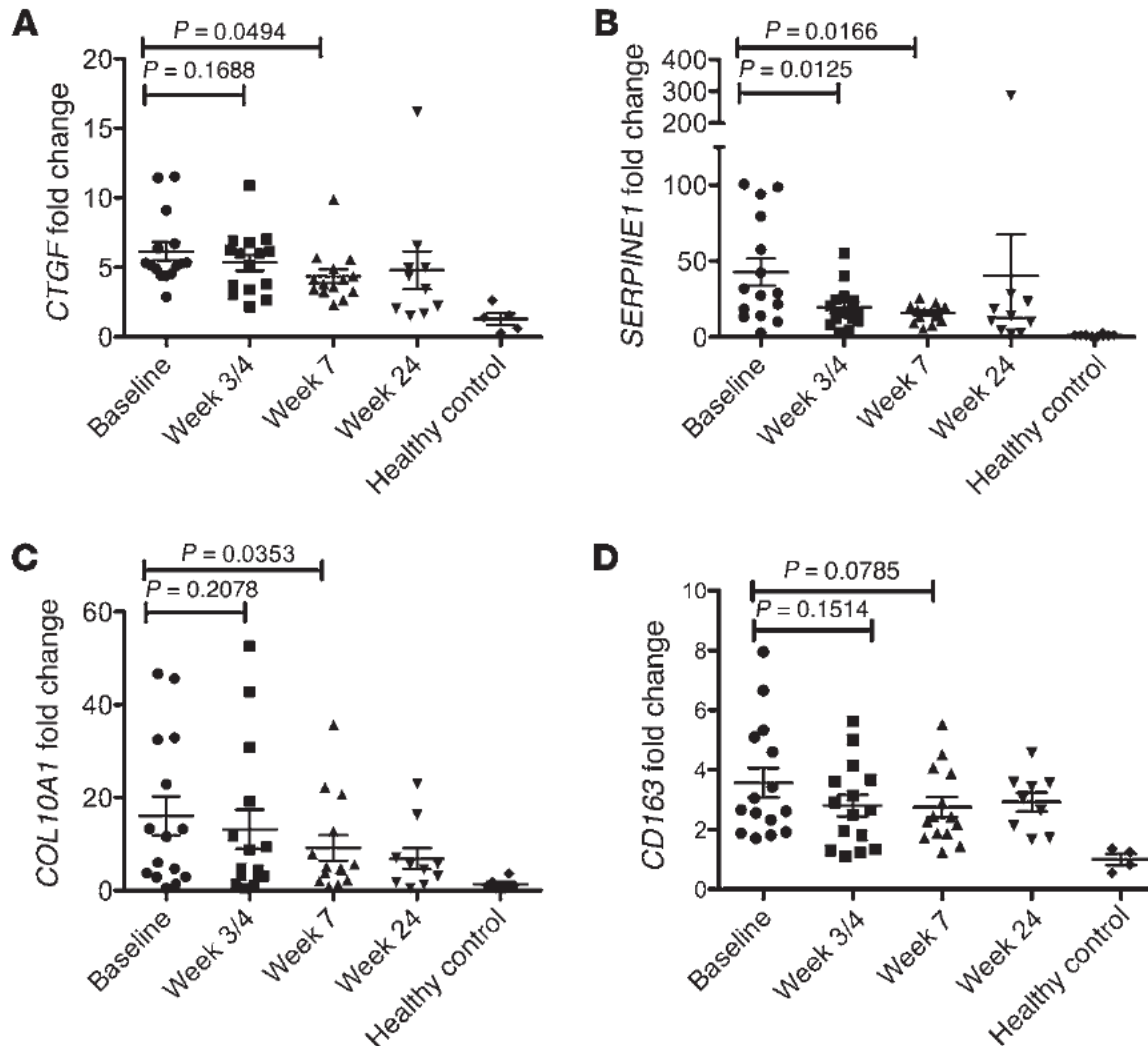 A
P = 0.0494
P = 0.1688
CTGF fold change
20
15
10
5
0
Baseline
Week 3/4
Week 7
Week 24
Healthy control
B
P = 0.0166
P = 0.0125
SERPINE1 fold change
400
300
200
100
50
0
Baseline
Week 3/4
Week 7
Week 24
Healthy control
C
P = 0.0353
P = 0.2078
COL10A1 fold change
60
40
20
0
Baseline
Week 3/4
Week 7
Week 24
Healthy control
D
P = 0.0785
P = 0.1514
CD163 fold change
10
8
6
4
2
0
Baseline
Week 3/4
Week 7
Week 24
Healthy control